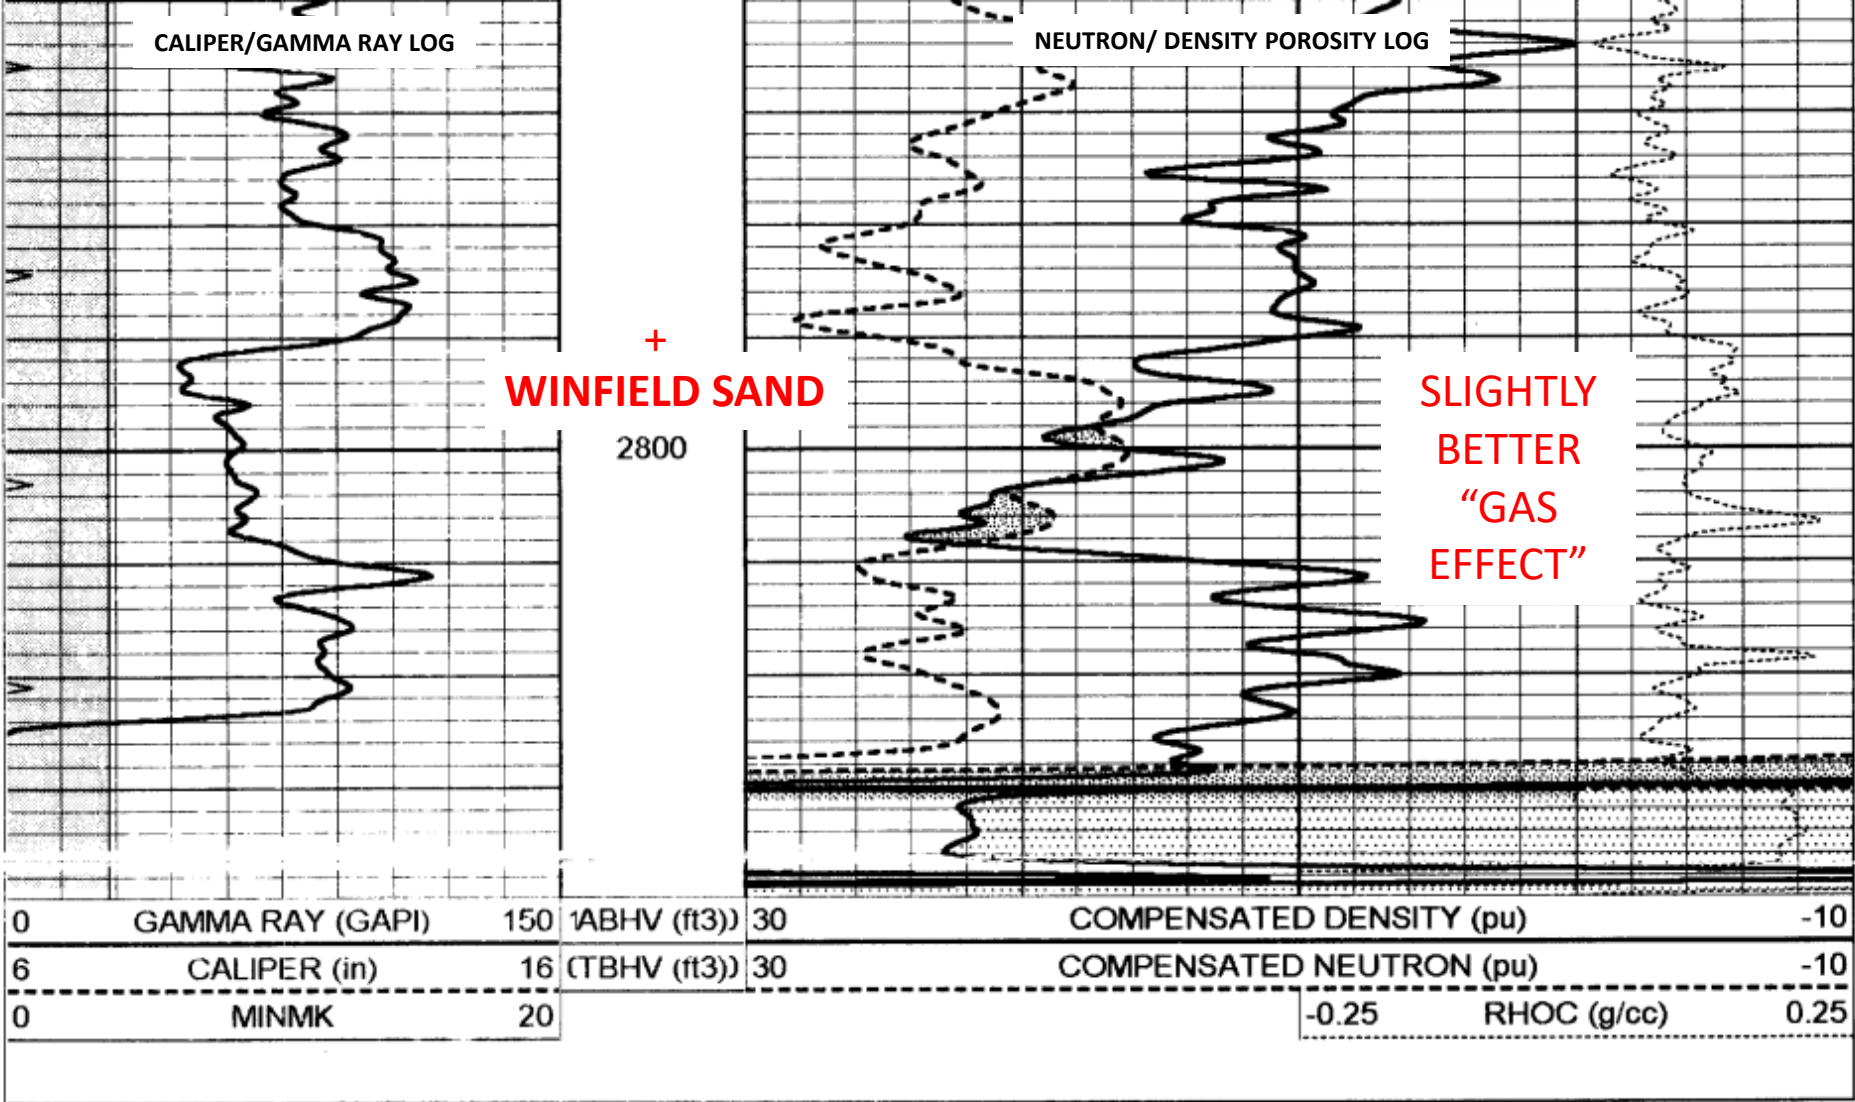 CALIPER/GAMMA RAY LOG
NEUTRON/ DENSITY POROSITY LOG
+
WINFIELD SAND
2800
SLIGHTLY
BETTER
“GAS
EFFECT”
0 GAMMA RAY (GAPI) 150 (ft3)) 30 COMPENSATED DENSITY (pu) -10
6 CALIPER (in) 16 (TBHV (ft3)) 30 COMPENSATED NEUTRON (pu) -10
0 MINMK 20 -0.25 RHOC (g/cc) 0.25